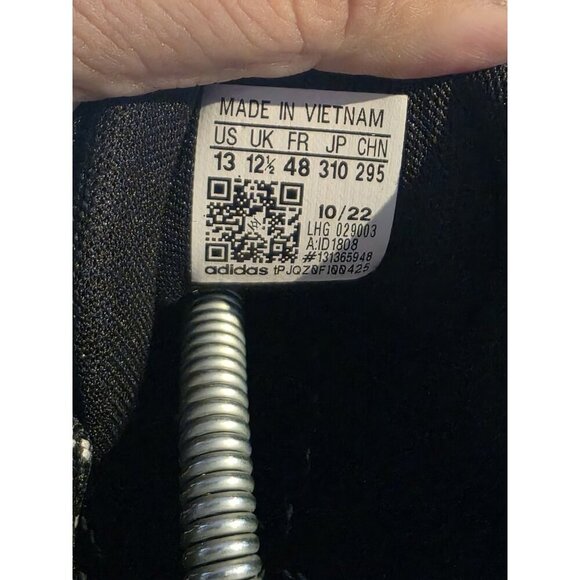 MADE IN VIETNAM
US UK FR JP CHN
13 12½ 48 310 295
10/22
LHG 029003
A:ID1808
#131365948
adidas tPJQZ0FI00425